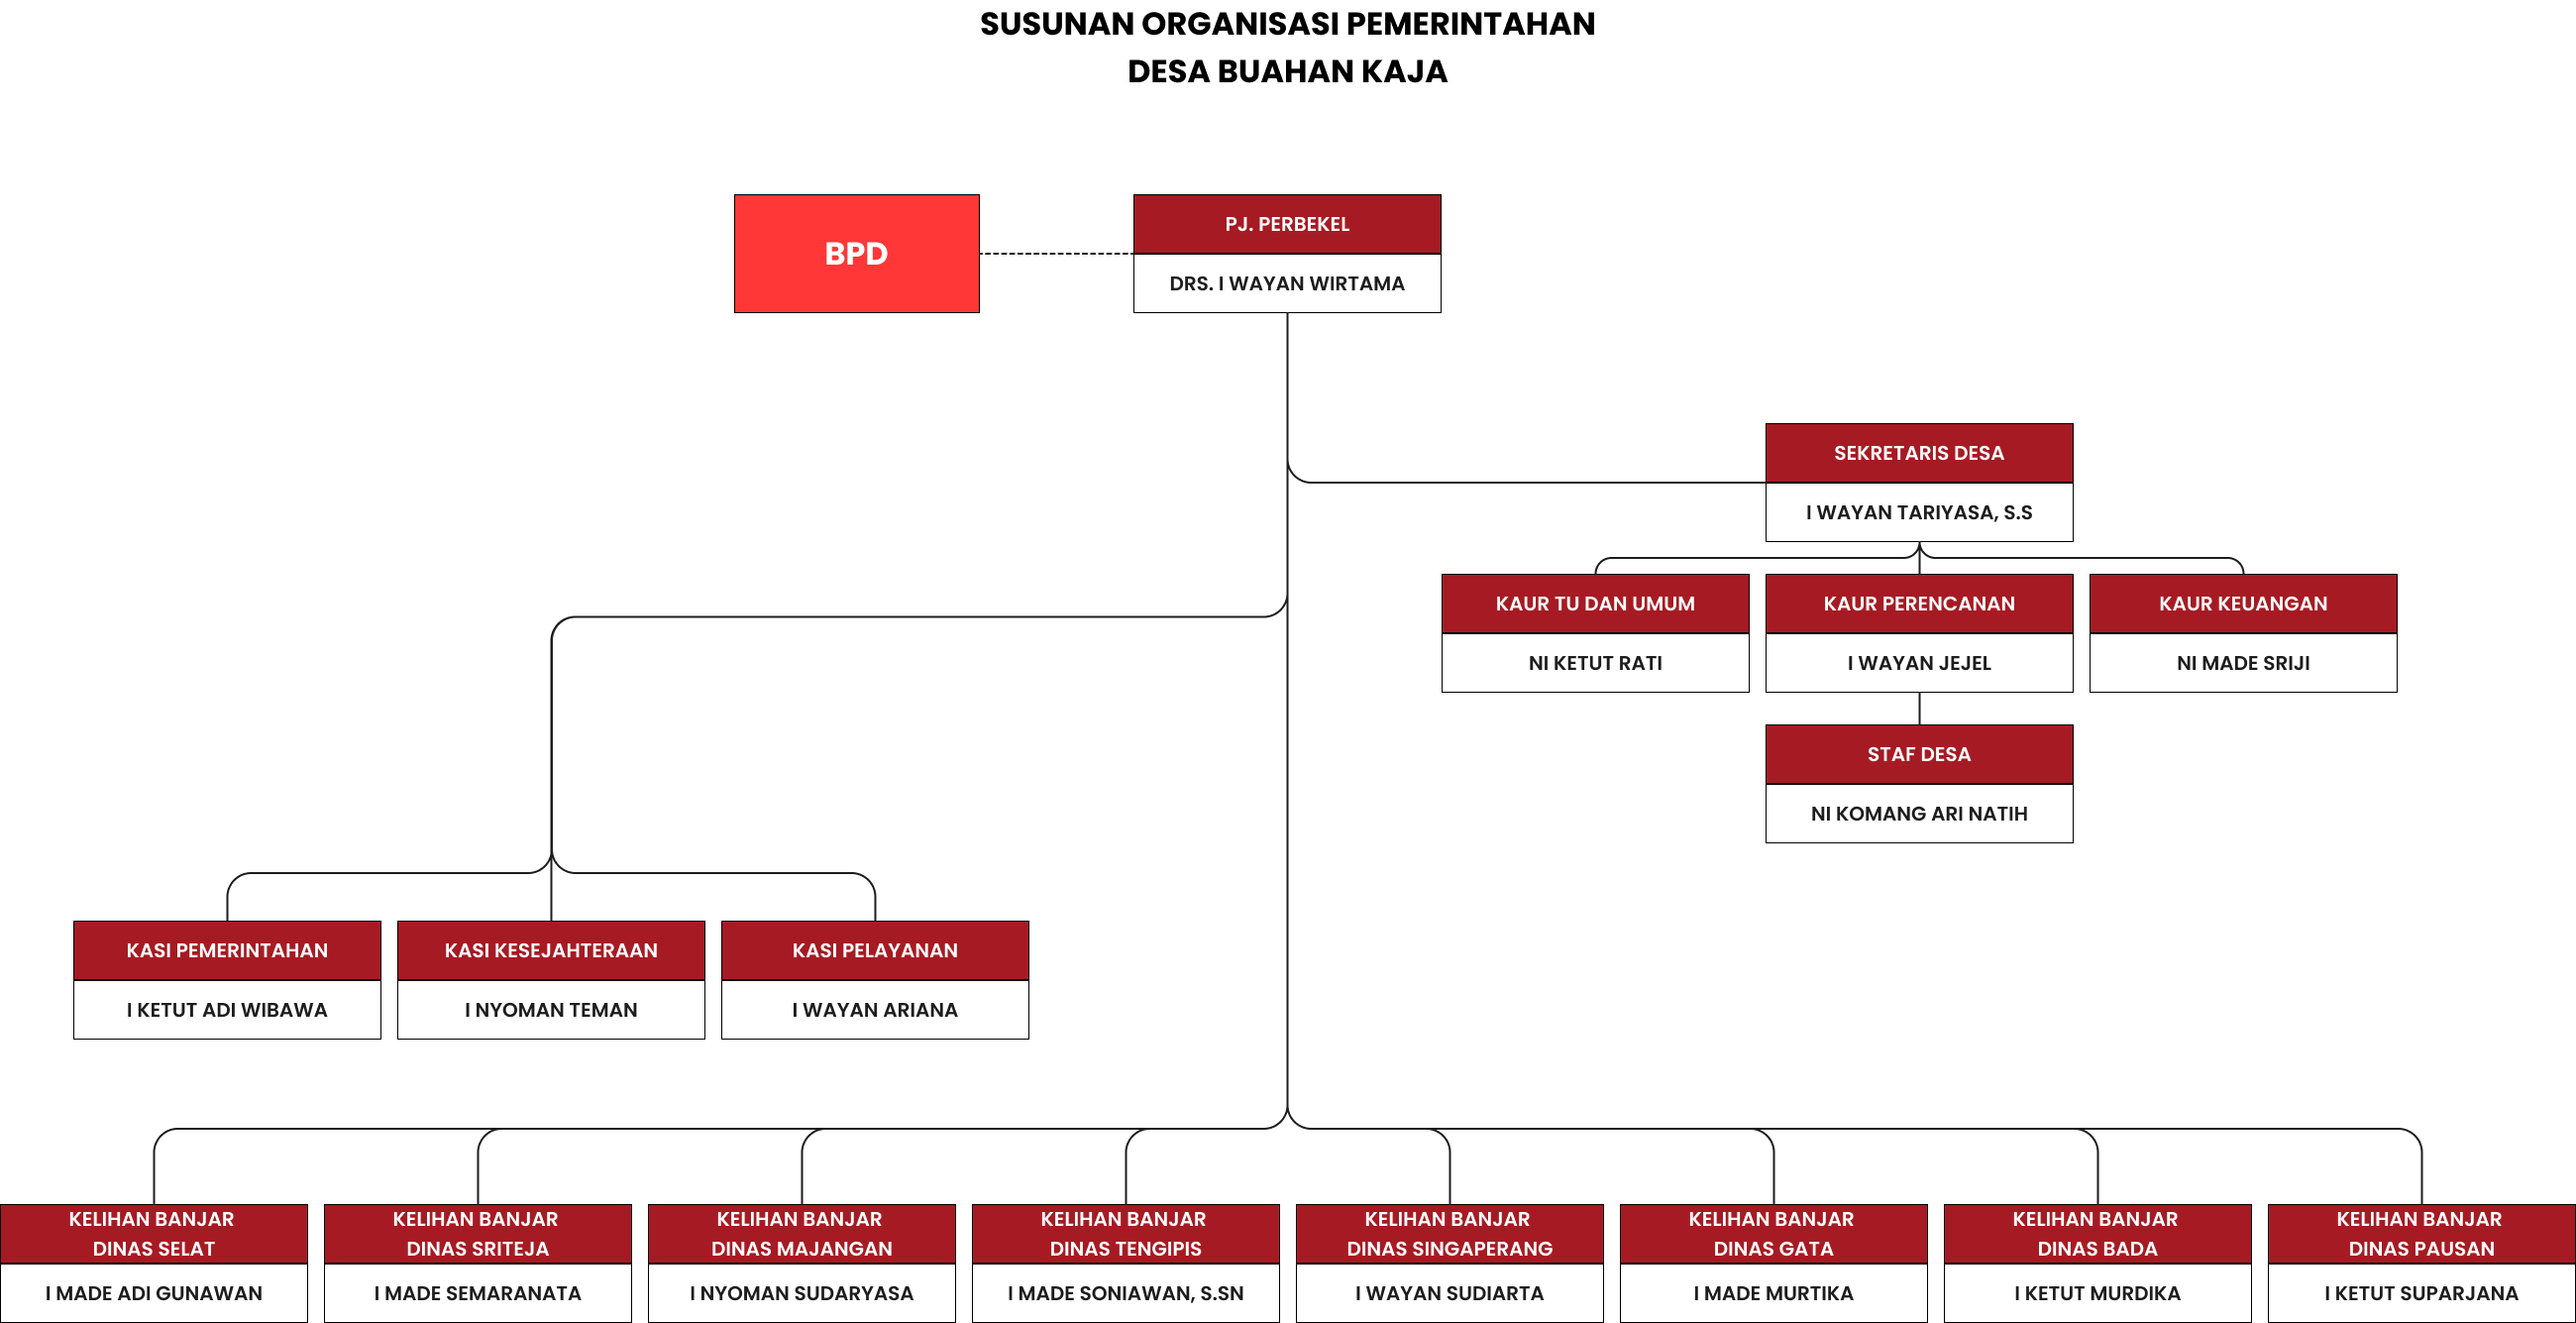 SUSUNAN ORGANISASI PEMERINTAHAN
DESA BUAHAN KAJA
BPD
PJ. PERBEKEL
DRS. I WAYAN WIRTAMA
SEKRETARIS DESA
I WAYAN TARIYASA, S.S
KAUR TU DAN UMUM
NI KETUT RATI
KAUR PERENCANAN
I WAYAN JEJEL
KAUR KEUANGAN
NI MADE SRIJI
STAF DESA
NI KOMANG ARI NATIH
KASI PEMERINTAHAN
I KETUT ADI WIBAWA
KASI KESEJAHTERAAN
I NYOMAN TEMAN
KASI PELAYANAN
I WAYAN ARIANA
KELIHAN BANJAR
DINAS SELAT
I MADE ADI GUNAWAN
KELIHAN BANJAR
DINAS SRITEJA
I MADE SEMARANATA
KELIHAN BANJAR
DINAS MAJANGAN
I NYOMAN SUDARYASA
KELIHAN BANJAR
DINAS TENGIPIS
I MADE SONIAWAN, S.SN
KELIHAN BANJAR
DINAS SINGAPERANG
I WAYAN SUDIARTA
KELIHAN BANJAR
DINAS GATA
I MADE MURTIKA
KELIHAN BANJAR
DINAS BADA
I KETUT MURDIKA
KELIHAN BANJAR
DINAS PAUSAN
I KETUT SUPARJANA